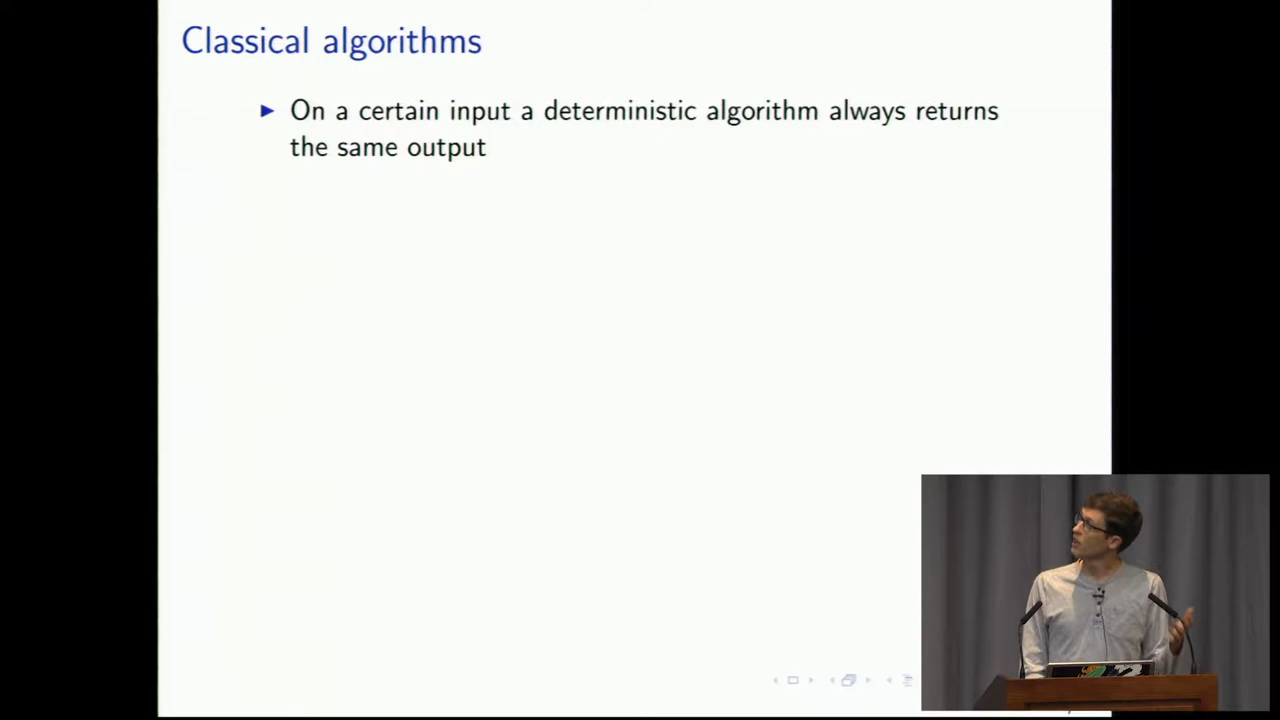 Classical algorithms
On a certain input a deterministic algorithm always returns
the same output